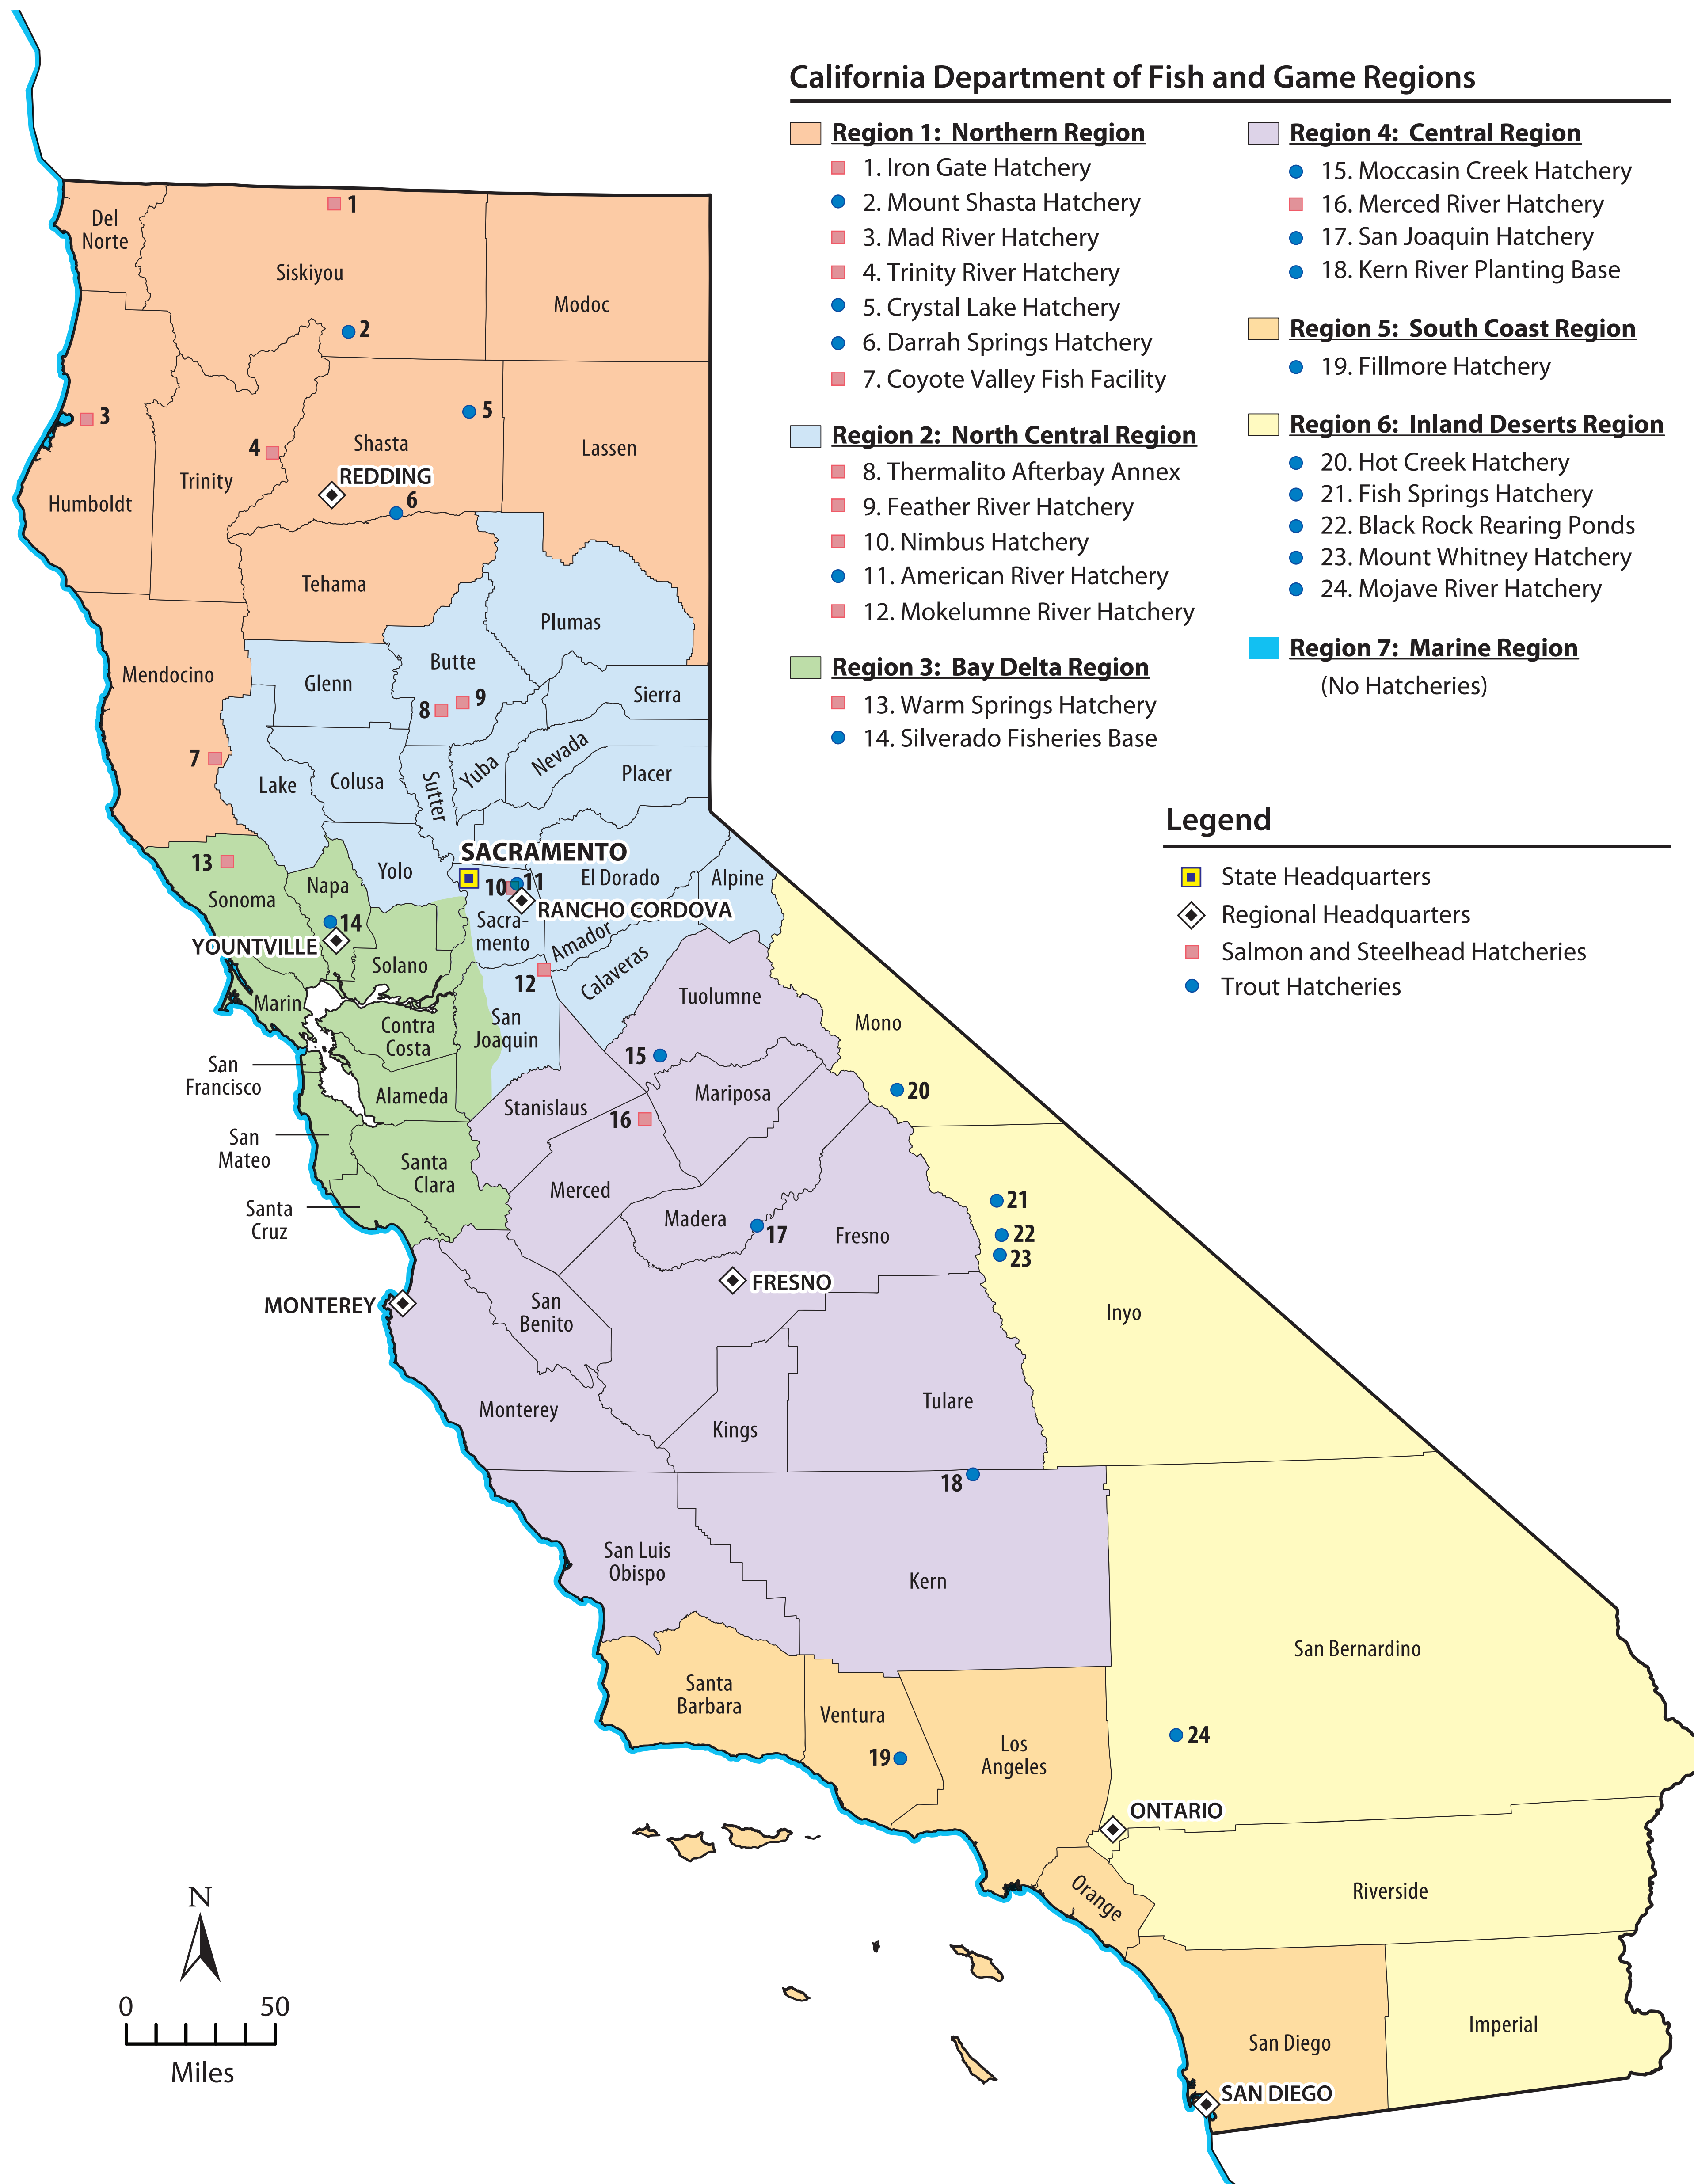 California Department of Fish and Game Regions
Region 1: Northern Region
1. Iron Gate Hatchery
2. Mount Shasta Hatchery
3. Mad River Hatchery
4. Trinity River Hatchery
5. Crystal Lake Hatchery
6. Darrah Springs Hatchery
7. Coyote Valley Fish Facility
Region 2: North Central Region
8. Thermalito Afterbay Annex
9. Feather River Hatchery
10. Nimbus Hatchery
11. American River Hatchery
12. Mokelumne River Hatchery
Region 3: Bay Delta Region
13. Warm Springs Hatchery
14. Silverado Fisheries Base
Region 4: Central Region
15. Moccasin Creek Hatchery
16. Merced River Hatchery
17. San Joaquin Hatchery
18. Kern River Planting Base
Region 5: South Coast Region
19. Fillmore Hatchery
Region 6: Inland Deserts Region
20. Hot Creek Hatchery
21. Fish Springs Hatchery
22. Black Rock Rearing Ponds
23. Mount Whitney Hatchery
24. Mojave River Hatchery
Region 7: Marine Region
(No Hatcheries)
Legend
State Headquarters
Regional Headquarters
Salmon and Steelhead Hatcheries
Trout Hatcheries
Del
Norte
1
Siskiyou
Modoc
2
3
4
5
Shasta
Lassen
REDDING
Trinity
Humboldt
6
Tehama
Plumas
Butte
Mendocino
Glenn
Sierra
8
9
7
Lake
Colusa
Sutter
Yuba
Nevada
Placer
SACRAMENTO
13
Sonoma
Napa
Yolo
10
11
El Dorado
Alpine
RANCHO CORDOVA
14
YOUNTVILLE
Sacra-
mento
Amador
Solano
12
Calaveras
Marin
Tuolumne
Mono
Contra
Costa
San
Joaquin
San
Francisco
15
Alameda
Mariposa
20
Stanislaus
16
San
Mateo
Santa
Clara
Merced
Santa
Cruz
Madera
17
Fresno
21
22
23
FRESNO
MONTEREY
San
Benito
Inyo
Monterey
Kings
Tulare
18
San Luis
Obispo
Kern
San Bernardino
Santa
Barbara
Ventura
19
Los
Angeles
24
ONTARIO
Orange
Riverside
San Diego
Imperial
SAN DIEGO
N
0 50
Miles